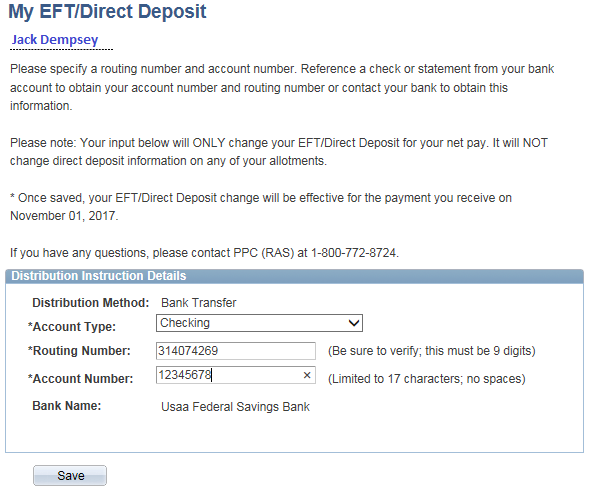 My EFT/Direct Deposit
Jack Dempsey
Please specify a routing number and account number. Reference a check or statement from your bank
account to obtain your account number and routing number or contact your bank to obtain this
information.
Please note: Your input below will ONLY change your EFT/Direct Deposit for your net pay. It will NOT
change direct deposit information on any of your allotments.
* Once saved, your EFT/Direct Deposit change will be effective for the payment you receive on
November 01, 2017.
If you have any questions, please contact PPC (RAS) at 1-800-772-8724.
Distribution Instruction Details
Distribution Method: Bank Transfer
*Account Type: Checking
*Routing Number: 314074269 (Be sure to verify; this must be 9 digits)
*Account Number: 12345678 × (Limited to 17 characters; no spaces)
Bank Name: Usaa Federal Savings Bank
Save